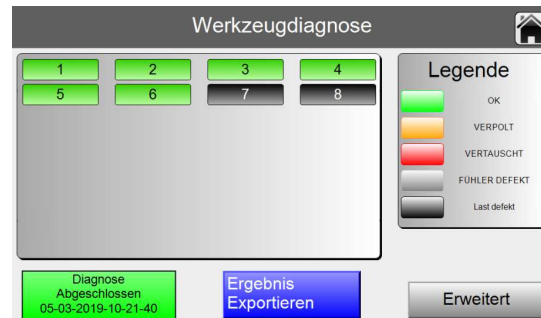 Werkzeugdiagnose
1 2 3 4
5 6 7 8
Legende
OK
VERPOLT
VERTAUSCHT
FÜHLER DEFEKT
Last defekt
Diagnose
Abgeschlossen
05-03-2019-10-21-40
Ergebnis
Exportieren
Erweitert